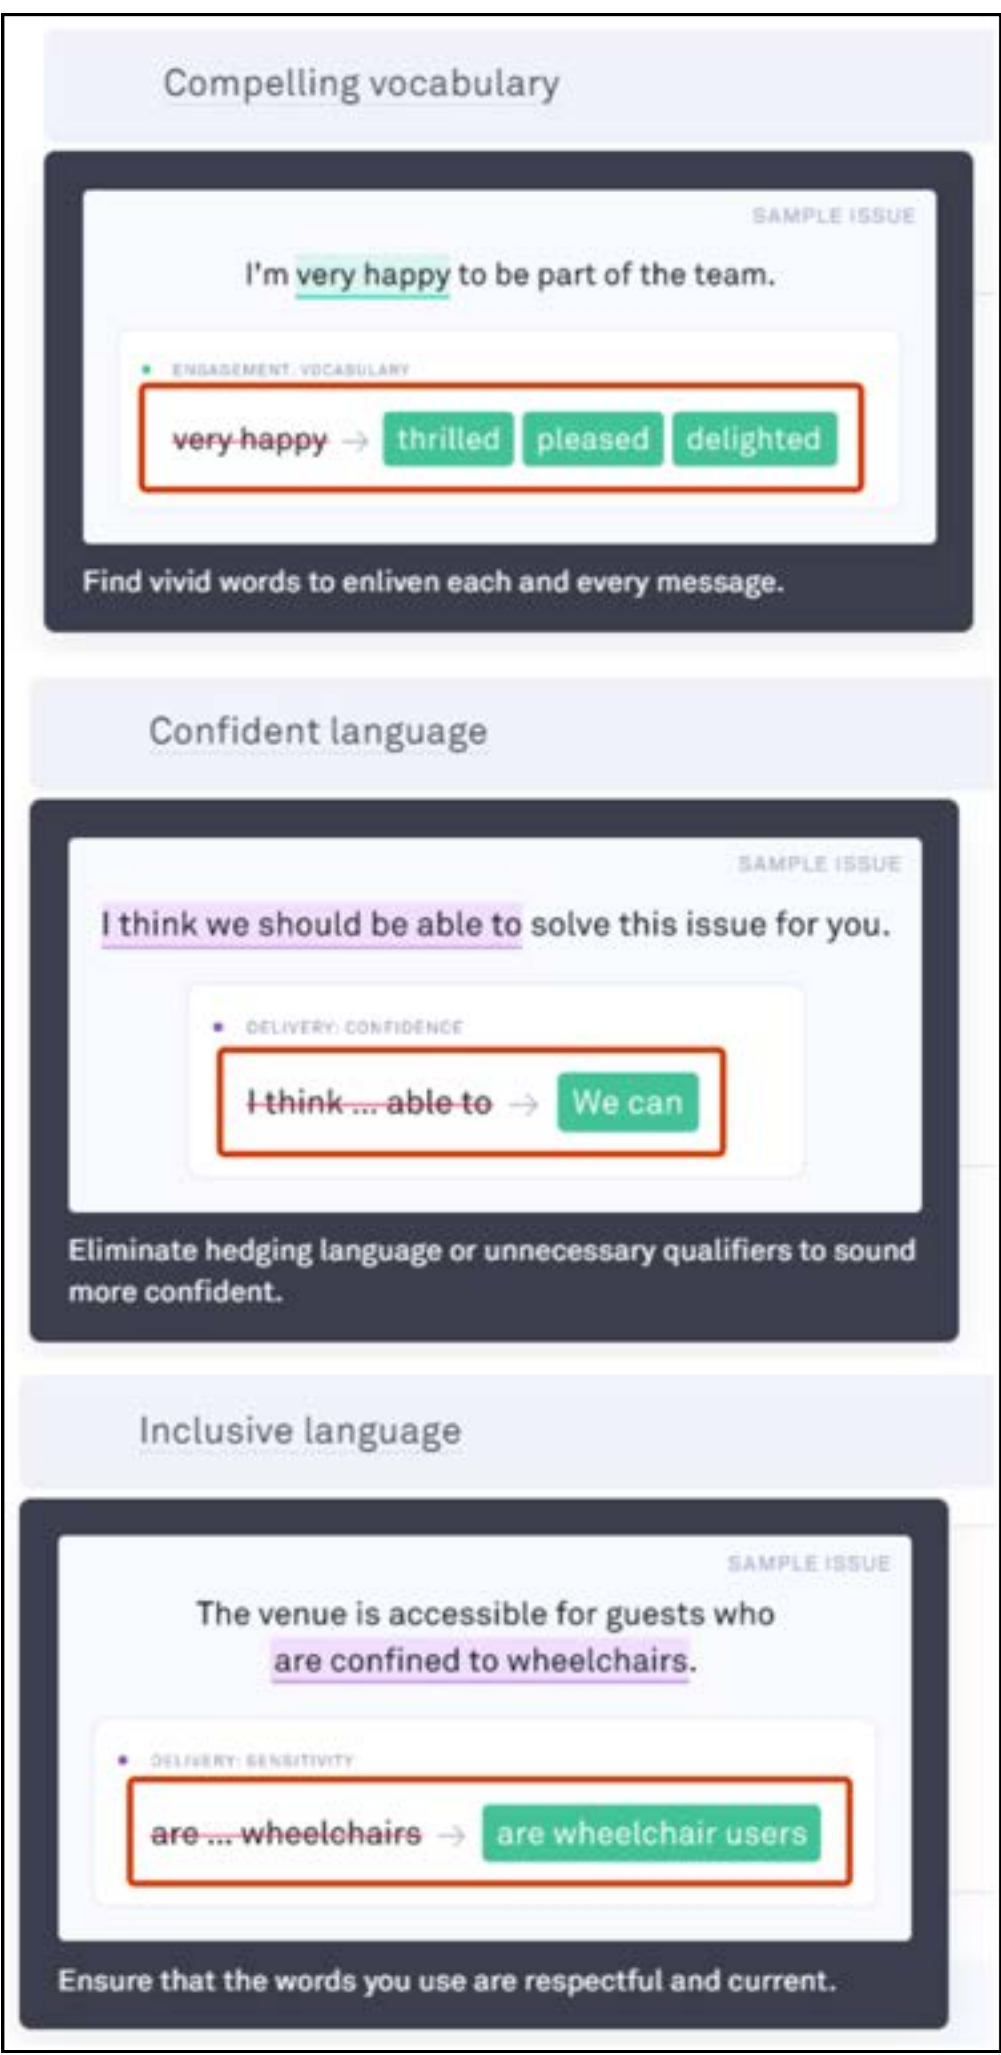 Compelling vocabulary
SAMPLE ISSUE
I'm very happy to be part of the team.
ENGAGEMENT: VOCABULARY
very happy → thrilled pleased delighted
Find vivid words to enliven each and every message.
Confident language
SAMPLE ISSUE
I think we should be able to solve this issue for you.
DELIVERY: CONFIDENCE
I think ... able to → We can
Eliminate hedging language or unnecessary qualifiers to sound
more confident.
Inclusive language
SAMPLE ISSUE
The venue is accessible for guests who
are confined to wheelchairs.
DELIVERY: SENSITIVITY
are ... wheelchairs → are wheelchair users
Ensure that the words you use are respectful and current.